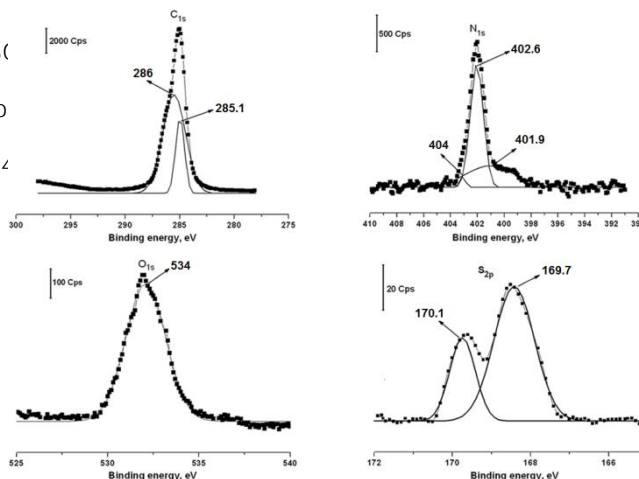 C1s
2000 Cps
286
285.1
300 295 290 285 280 275
Binding energy, eV
N1s
500 Cps
402.6
404
401.9
410 408 406 404 402 400 398 396 394 392
Binding energy, eV
O1s
534
100 Cps
525 530 535 540
Binding energy, eV
S2p
20 Cps
169.7
170.1
172 170 168 166
Binding energy, eV